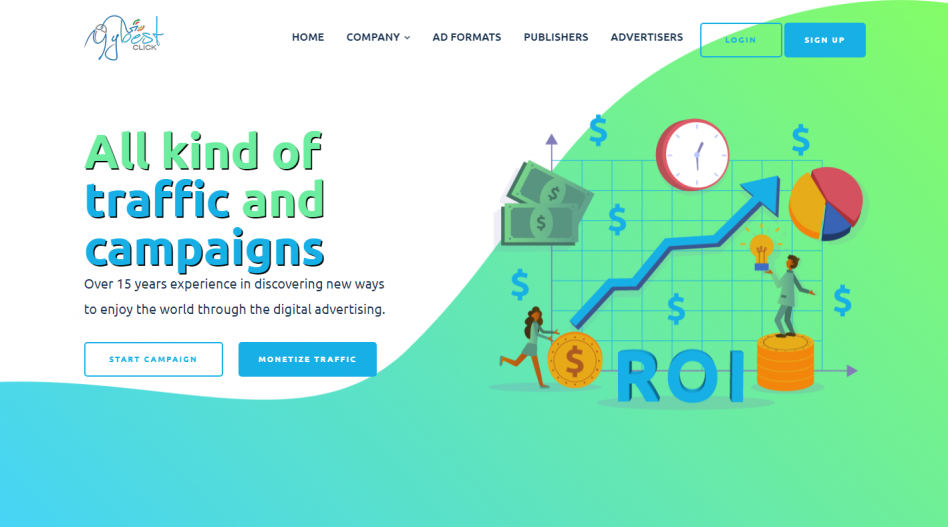 Mybest
CLICK
HOME
COMPANY
AD FORMATS
PUBLISHERS
ADVERTISERS
LOGIN
SIGN UP
All kind of
traffic and
campaigns
Over 15 years experience in discovering new ways
to enjoy the world through the digital advertising.
START CAMPAIGN
MONETIZE TRAFFIC
$
$
$
$
$
$
$
$
$
ROI